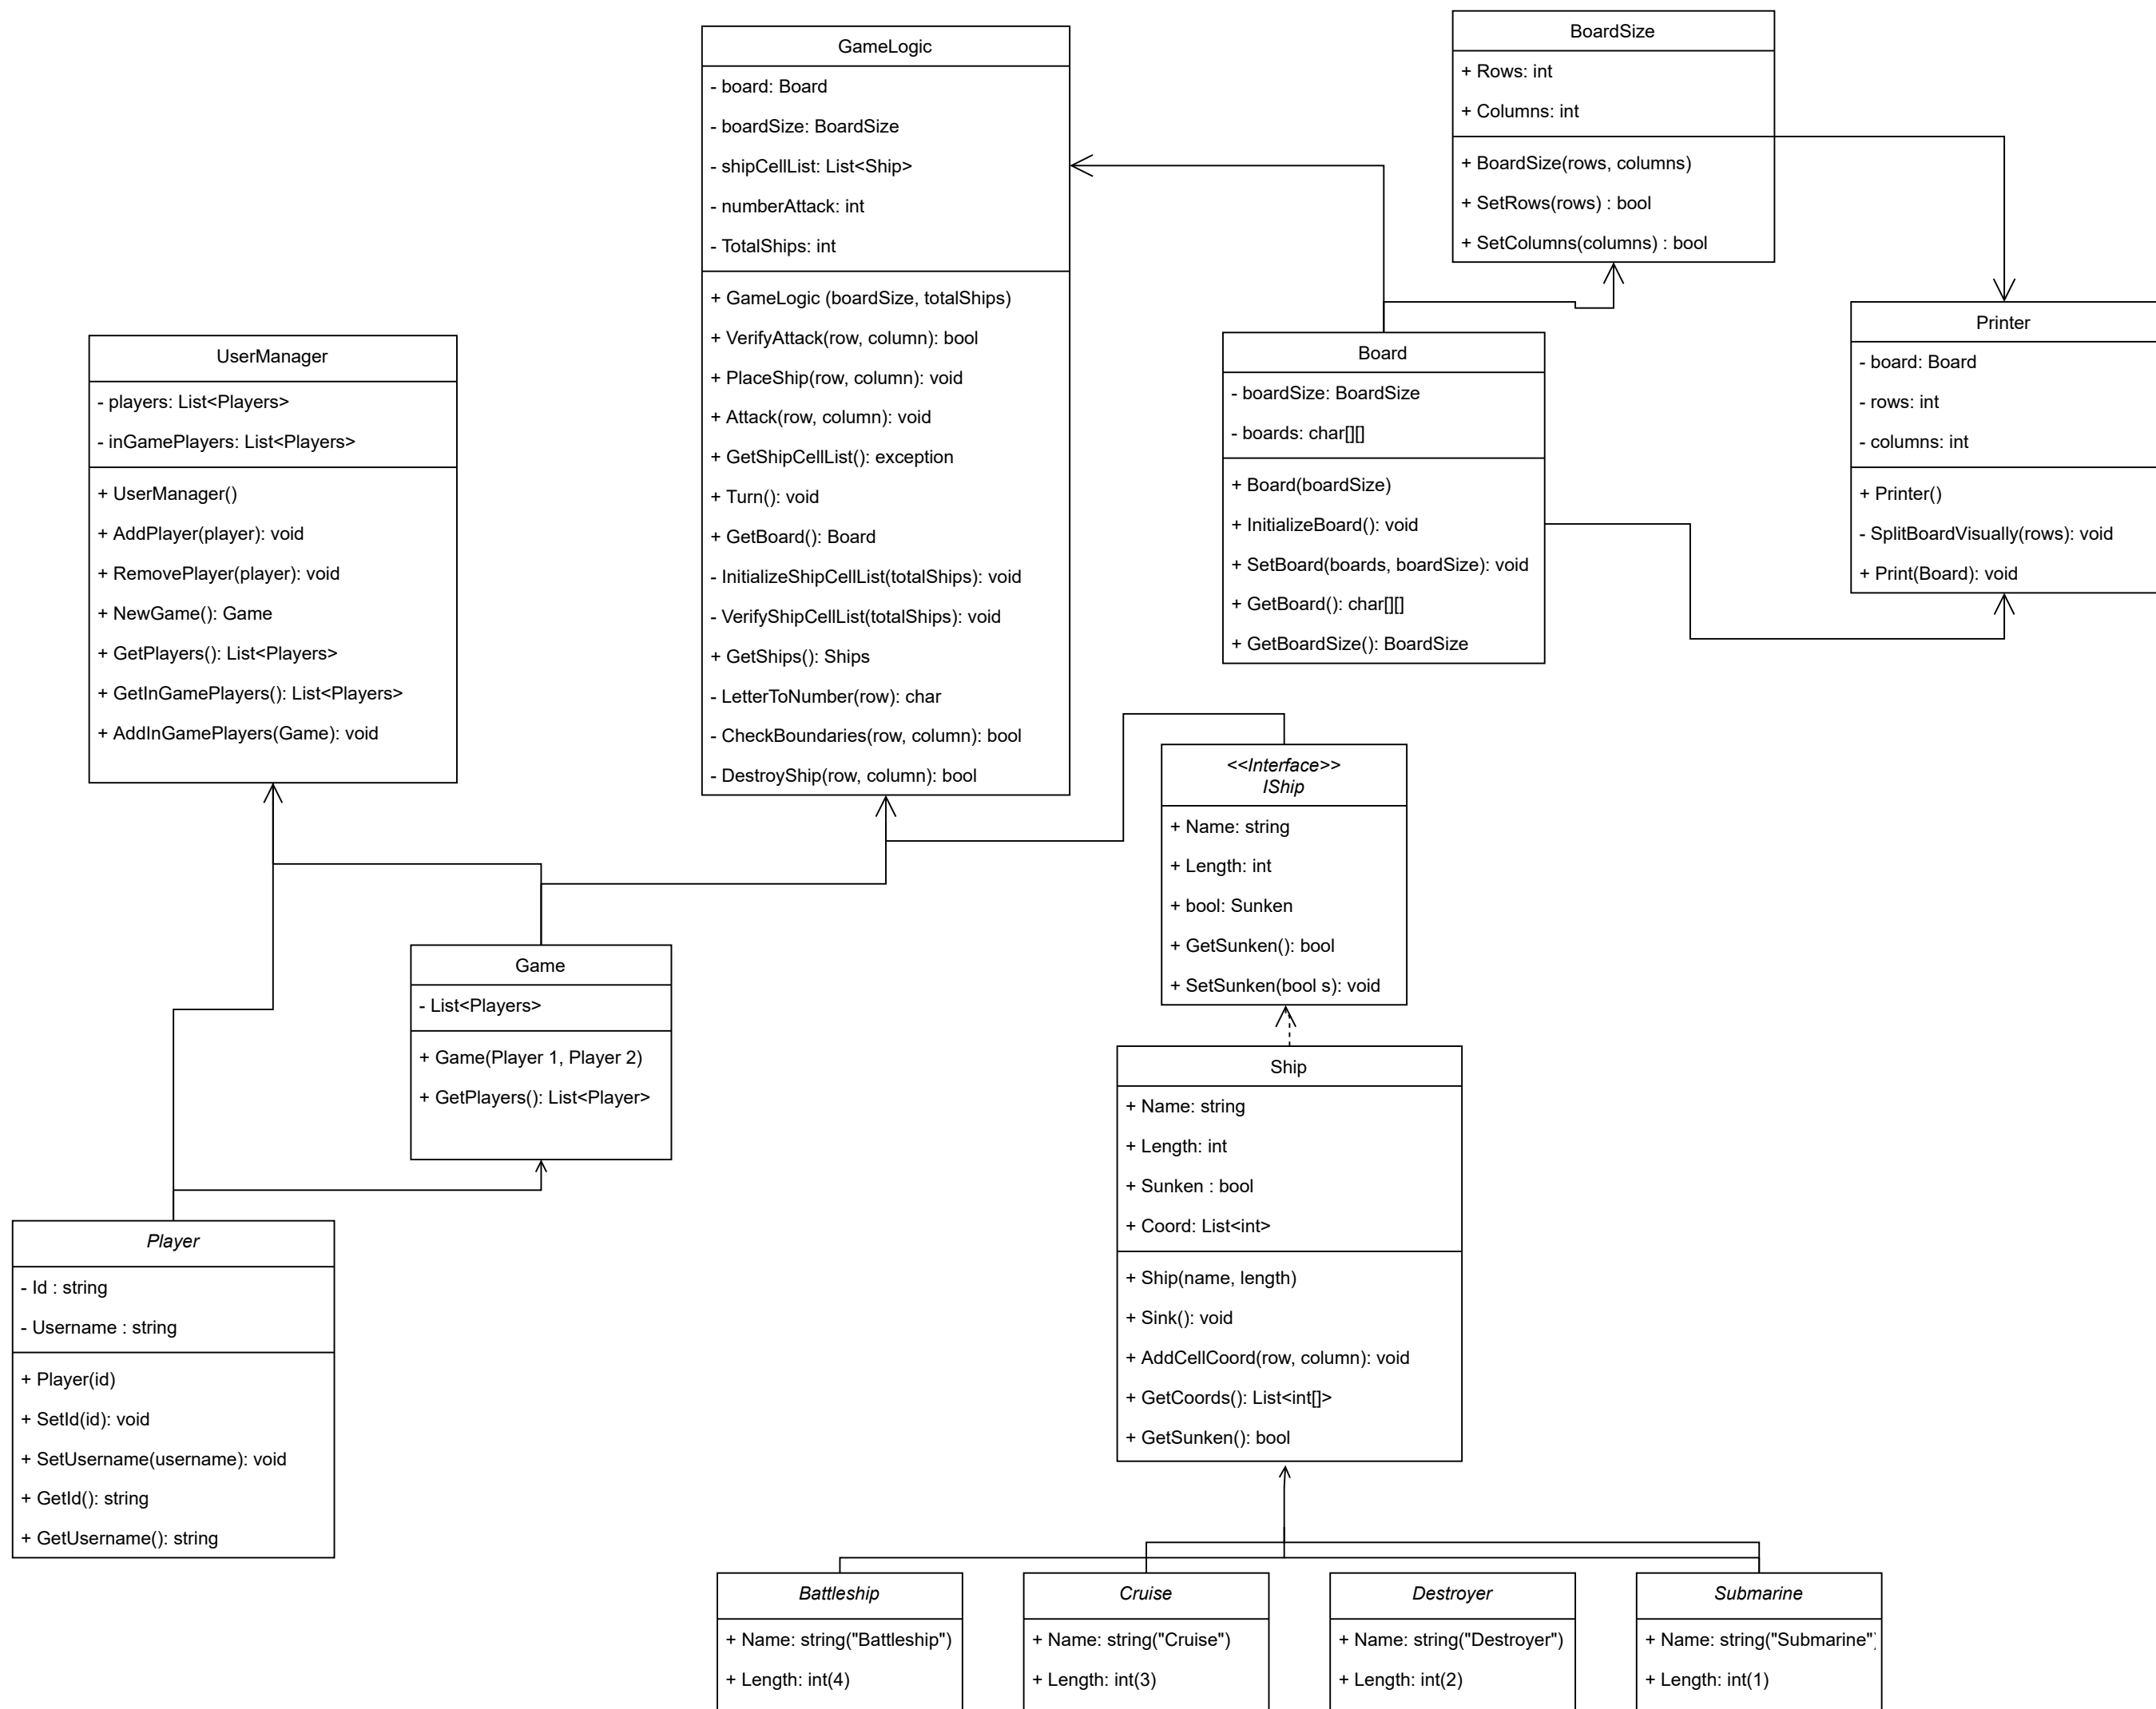 GameLogic
- board: Board
- boardSize: BoardSize
- shipCellList: List<Ship>
- numberAttack: int
- TotalShips: int
+ GameLogic (boardSize, totalShips)
+ VerifyAttack(row, column): bool
+ PlaceShip(row, column): void
+ Attack(row, column): void
+ GetShipCellList(): exception
+ Turn(): void
+ GetBoard(): Board
- InitializeShipCellList(totalShips): void
- VerifyShipCellList(totalShips): void
+ GetShips(): Ships
- LetterToNumber(row): char
- CheckBoundaries(row, column): bool
- DestroyShip(row, column): bool
BoardSize
+ Rows: int
+ Columns: int
+ BoardSize(rows, columns)
+ SetRows(rows) : bool
+ SetColumns(columns) : bool
Printer
- board: Board
- rows: int
- columns: int
+ Printer()
- SplitBoardVisually(rows): void
+ Print(Board): void
Board
- boardSize: BoardSize
- boards: char[][]
+ Board(boardSize)
+ InitializeBoard(): void
+ SetBoard(boards, boardSize): void
+ GetBoard(): char[][]
+ GetBoardSize(): BoardSize
UserManager
- players: List<Players>
- inGamePlayers: List<Players>
+ UserManager()
+ AddPlayer(player): void
+ RemovePlayer(player): void
+ NewGame(): Game
+ GetPlayers(): List<Players>
+ GetInGamePlayers(): List<Players>
+ AddInGamePlayers(Game): void
<<Interface>>
IShip
+ Name: string
+ Length: int
+ bool: Sunken
+ GetSunken(): bool
+ SetSunken(bool s): void
Game
- List<Players>
+ Game(Player 1, Player 2)
+ GetPlayers(): List<Player>
Ship
+ Name: string
+ Length: int
+ Sunken : bool
+ Coord: List<int>
+ Ship(name, length)
+ Sink(): void
+ AddCellCoord(row, column): void
+ GetCoords(): List<int[]>
+ GetSunken(): bool
Player
- Id : string
- Username : string
+ Player(id)
+ SetId(id): void
+ SetUsername(username): void
+ GetId(): string
+ GetUsername(): string
Battleship
+ Name: string("Battleship")
+ Length: int(4)
Cruise
+ Name: string("Cruise")
+ Length: int(3)
Destroyer
+ Name: string("Destroyer")
+ Length: int(2)
Submarine
+ Name: string("Submarine")
+ Length: int(1)